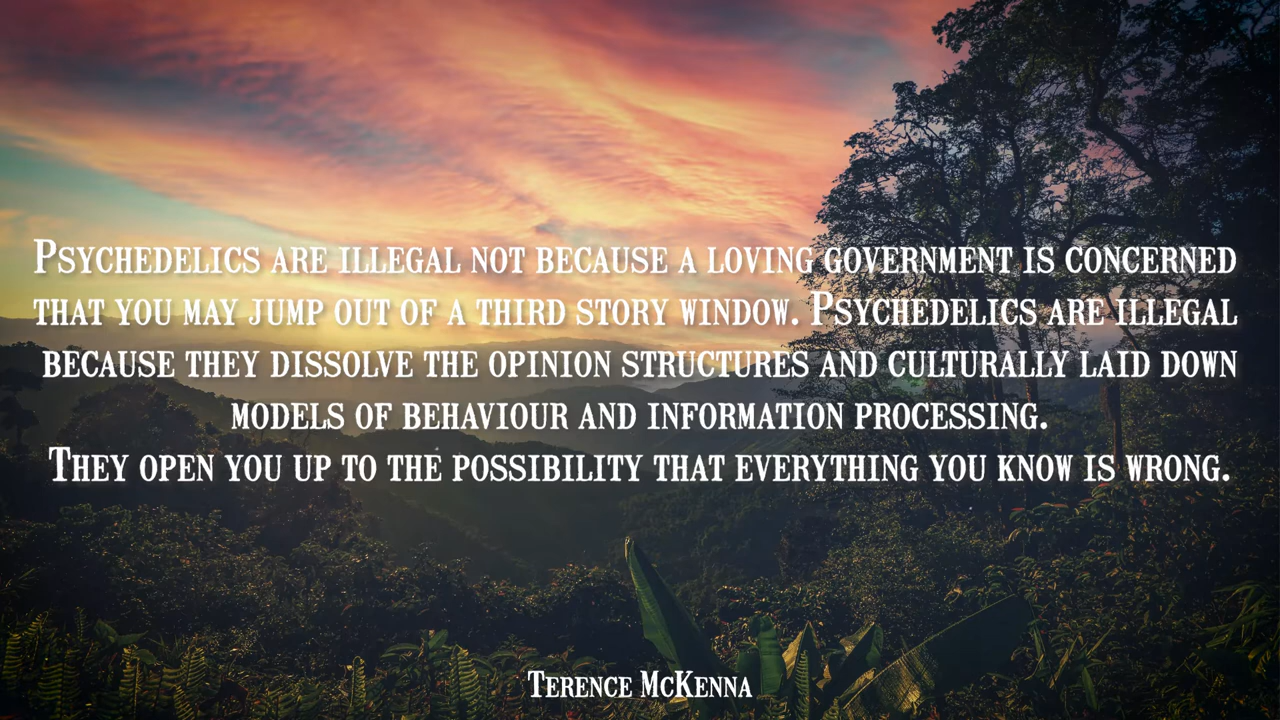 Psychedelics are illegal not because a loving government is concerned
that you may jump out of a third story window. Psychedelics are illegal
because they dissolve the opinion structures and culturally laid down
models of behaviour and information processing.
They open you up to the possibility that everything you know is wrong.
Terence McKenna